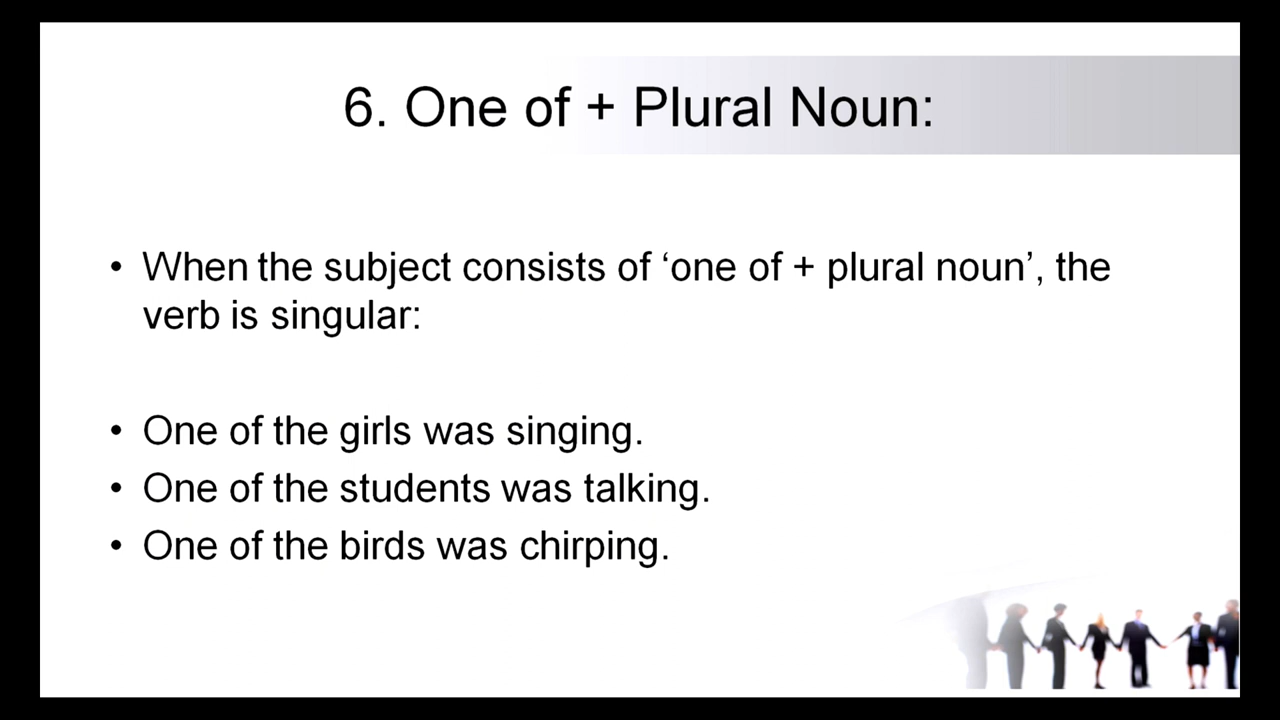 6. One of + Plural Noun:
• When the subject consists of ‘one of + plural noun’, the
verb is singular:
• One of the girls was singing.
• One of the students was talking.
• One of the birds was chirping.